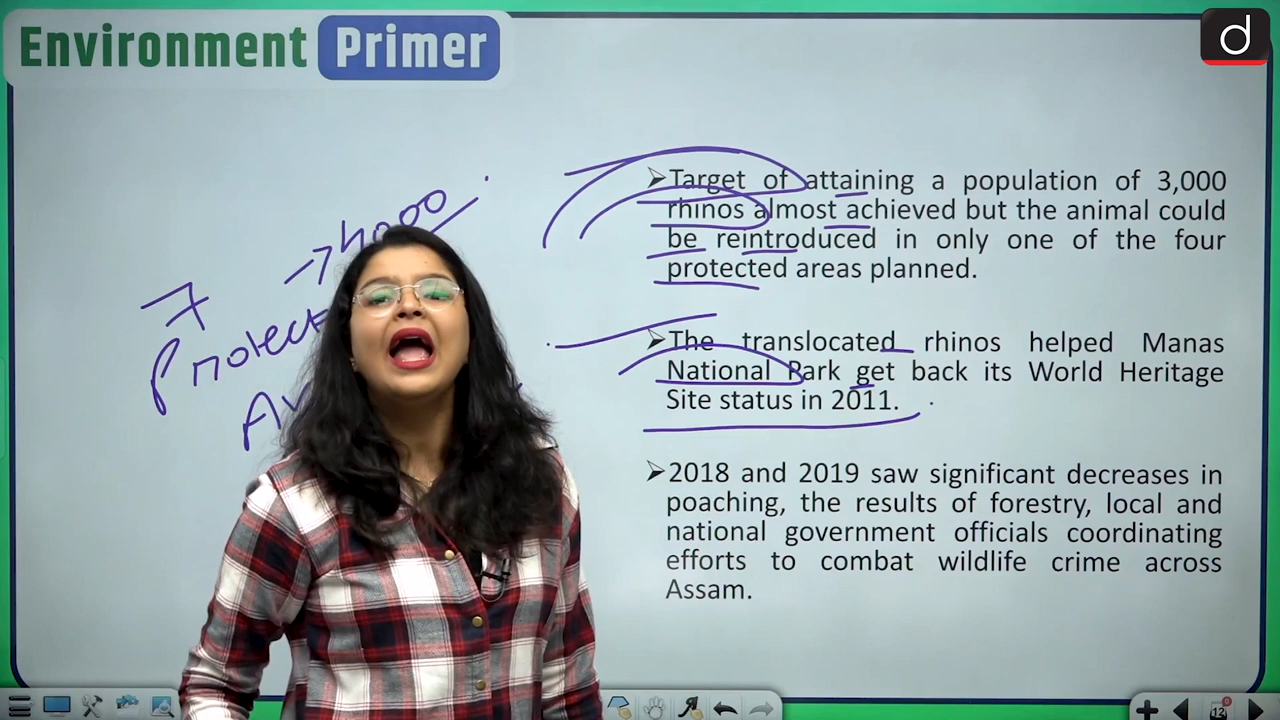 Environment Primer
d
➢Target of attaining a population of 3,000
rhinos almost achieved but the animal could
be reintroduced in only one of the four
protected areas planned.
➢The translocated rhinos helped Manas
National Park get back its World Heritage
Site status in 2011.
➢2018 and 2019 saw significant decreases in
poaching, the results of forestry, local and
national government officials coordinating
efforts to combat wildlife crime across
Assam.
7
12